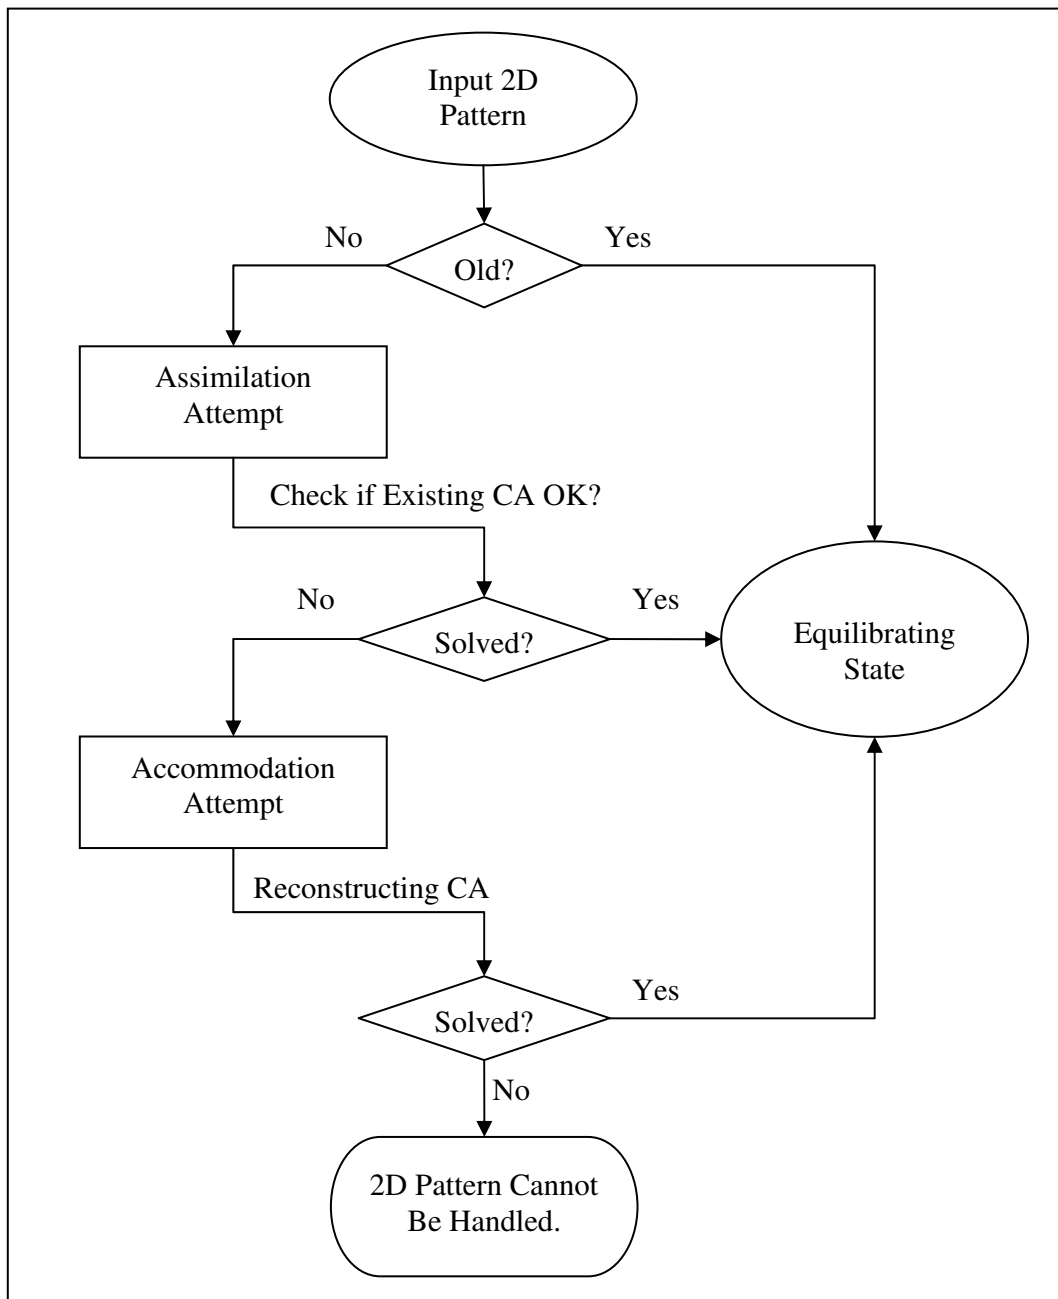 Input 2D
Pattern
No
Yes
Old?
Assimilation
Attempt
Check if Existing CA OK?
No
Yes
Solved?
Equilibrating
State
Accommodation
Attempt
Reconstructing CA
Yes
Solved?
No
2D Pattern Cannot
Be Handled.